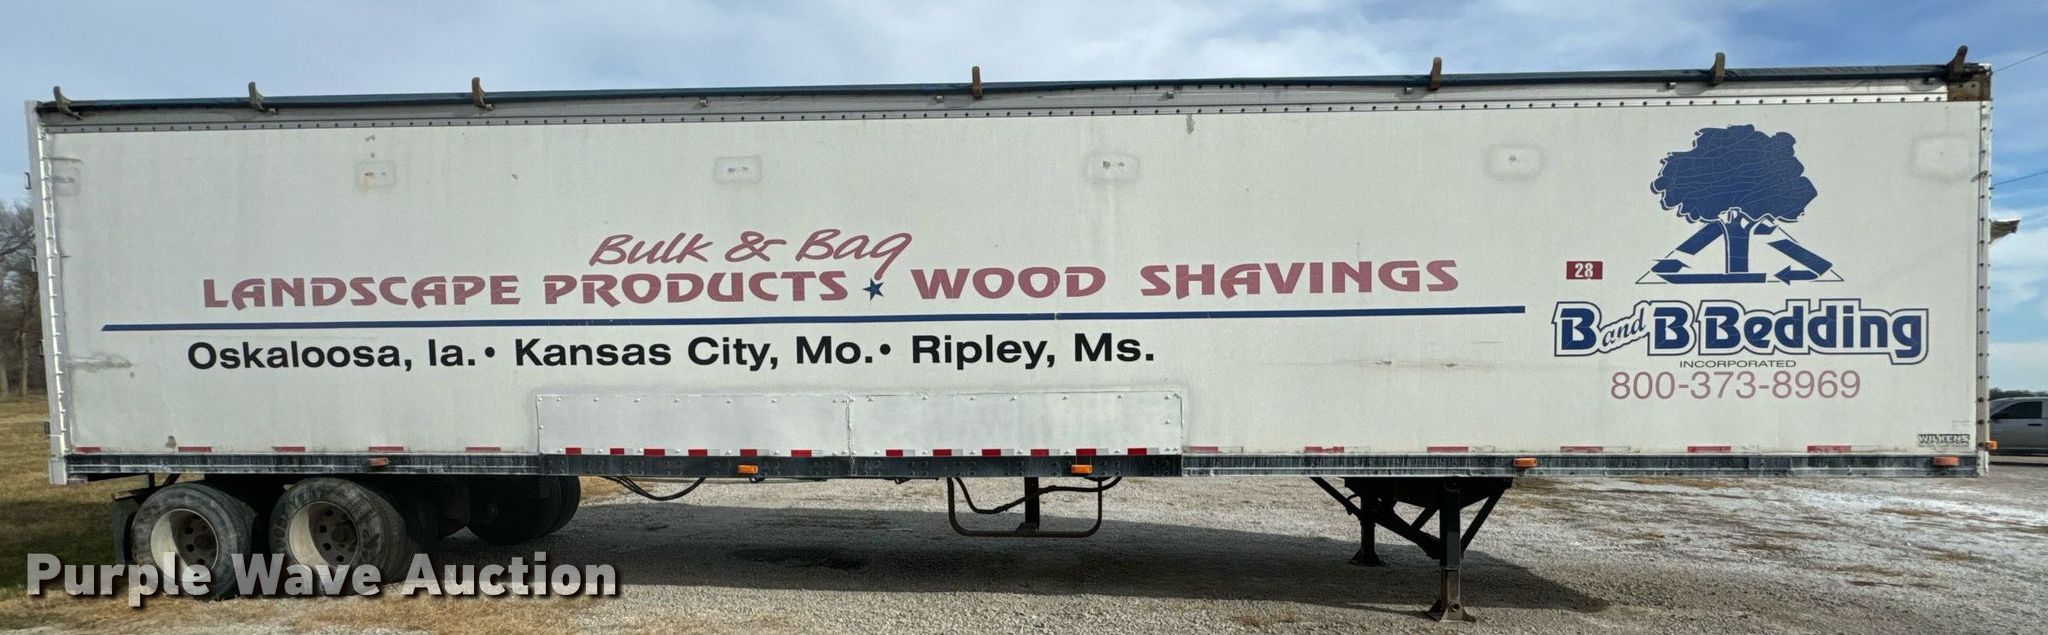 Bulk & Bag
LANDSCAPE PRODUCTS ★ WOOD SHAVINGS
Oskaloosa, Ia. • Kansas City, Mo. • Ripley, Ms.
28
B and B Bedding
INCORPORATED
800-373-8969
WILKENS
Purple Wave Auction